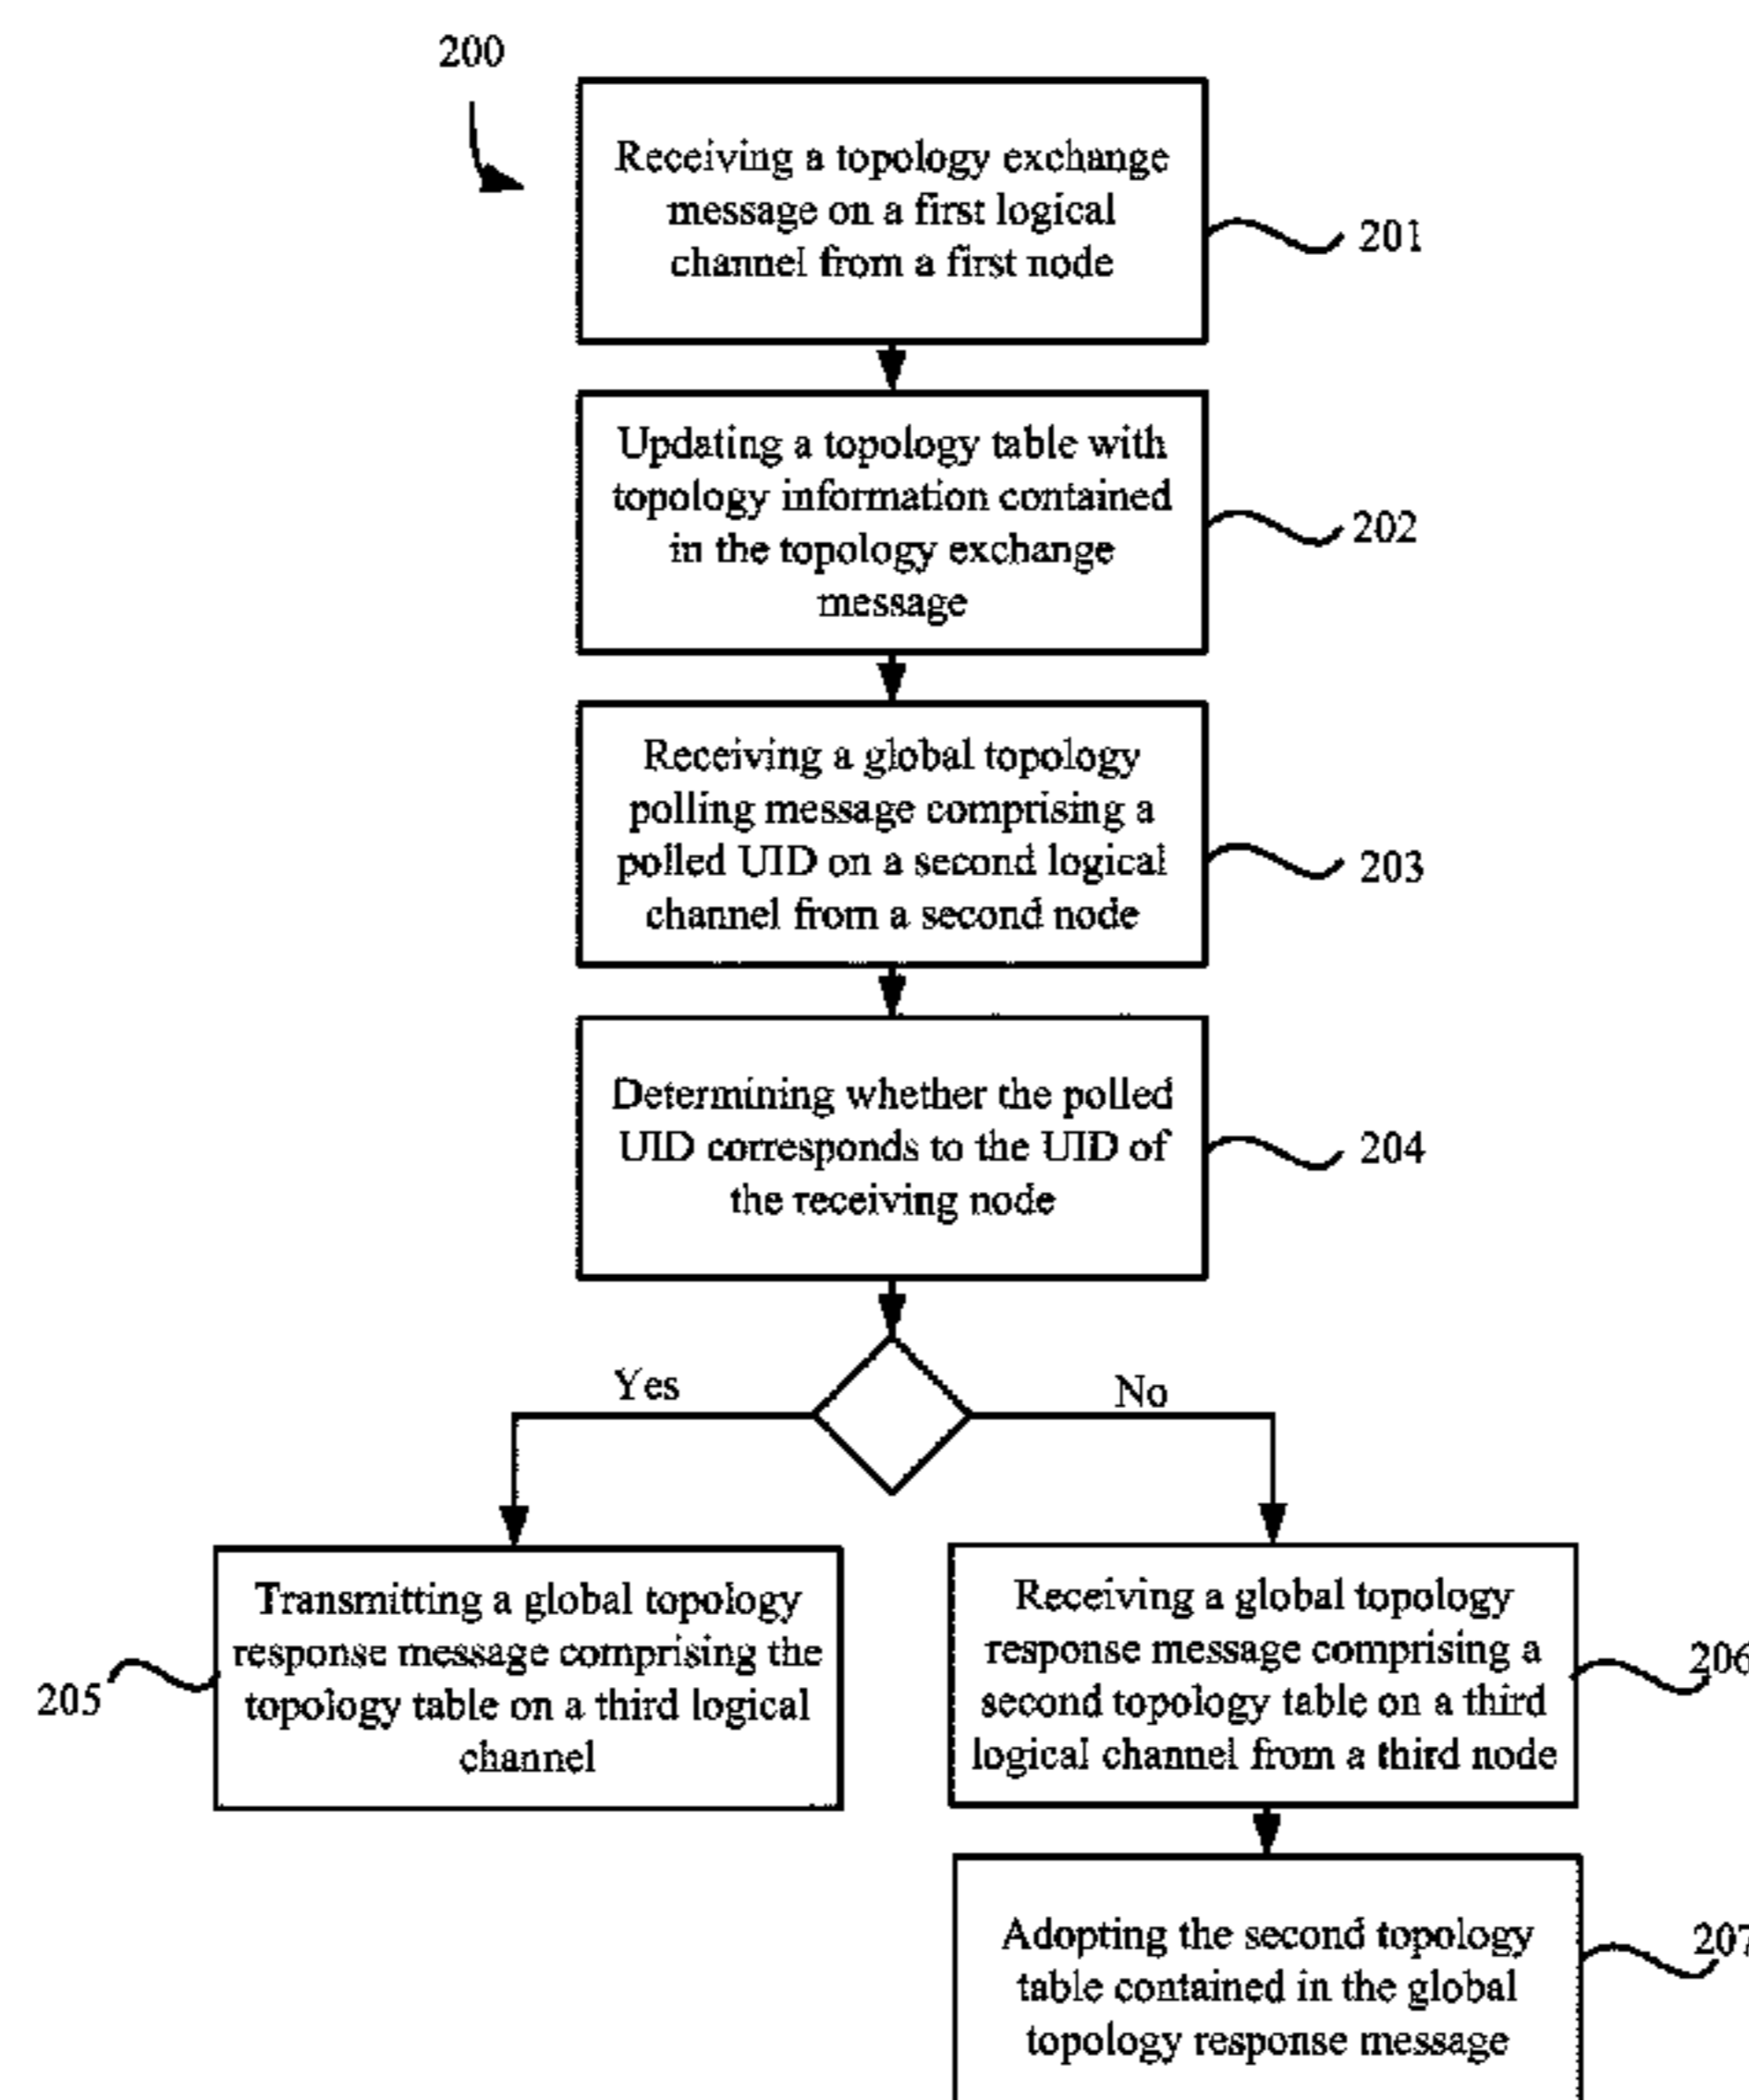 200
Receiving a topology exchange
message on a first logical
channel from a first node
201
Updating a topology table with
topology information contained
in the topology exchange
message
202
Receiving a global topology
polling message comprising a
polled UID on a second logical
channel from a second node
203
Determining whether the polled
UID corresponds to the UID of
the receiving node
204
Yes
No
Transmitting a global topology
response message comprising the
topology table on a third logical
channel
205
Receiving a global topology
response message comprising a
second topology table on a third
logical channel from a third node
206
Adopting the second topology
table contained in the global
topology response message
207